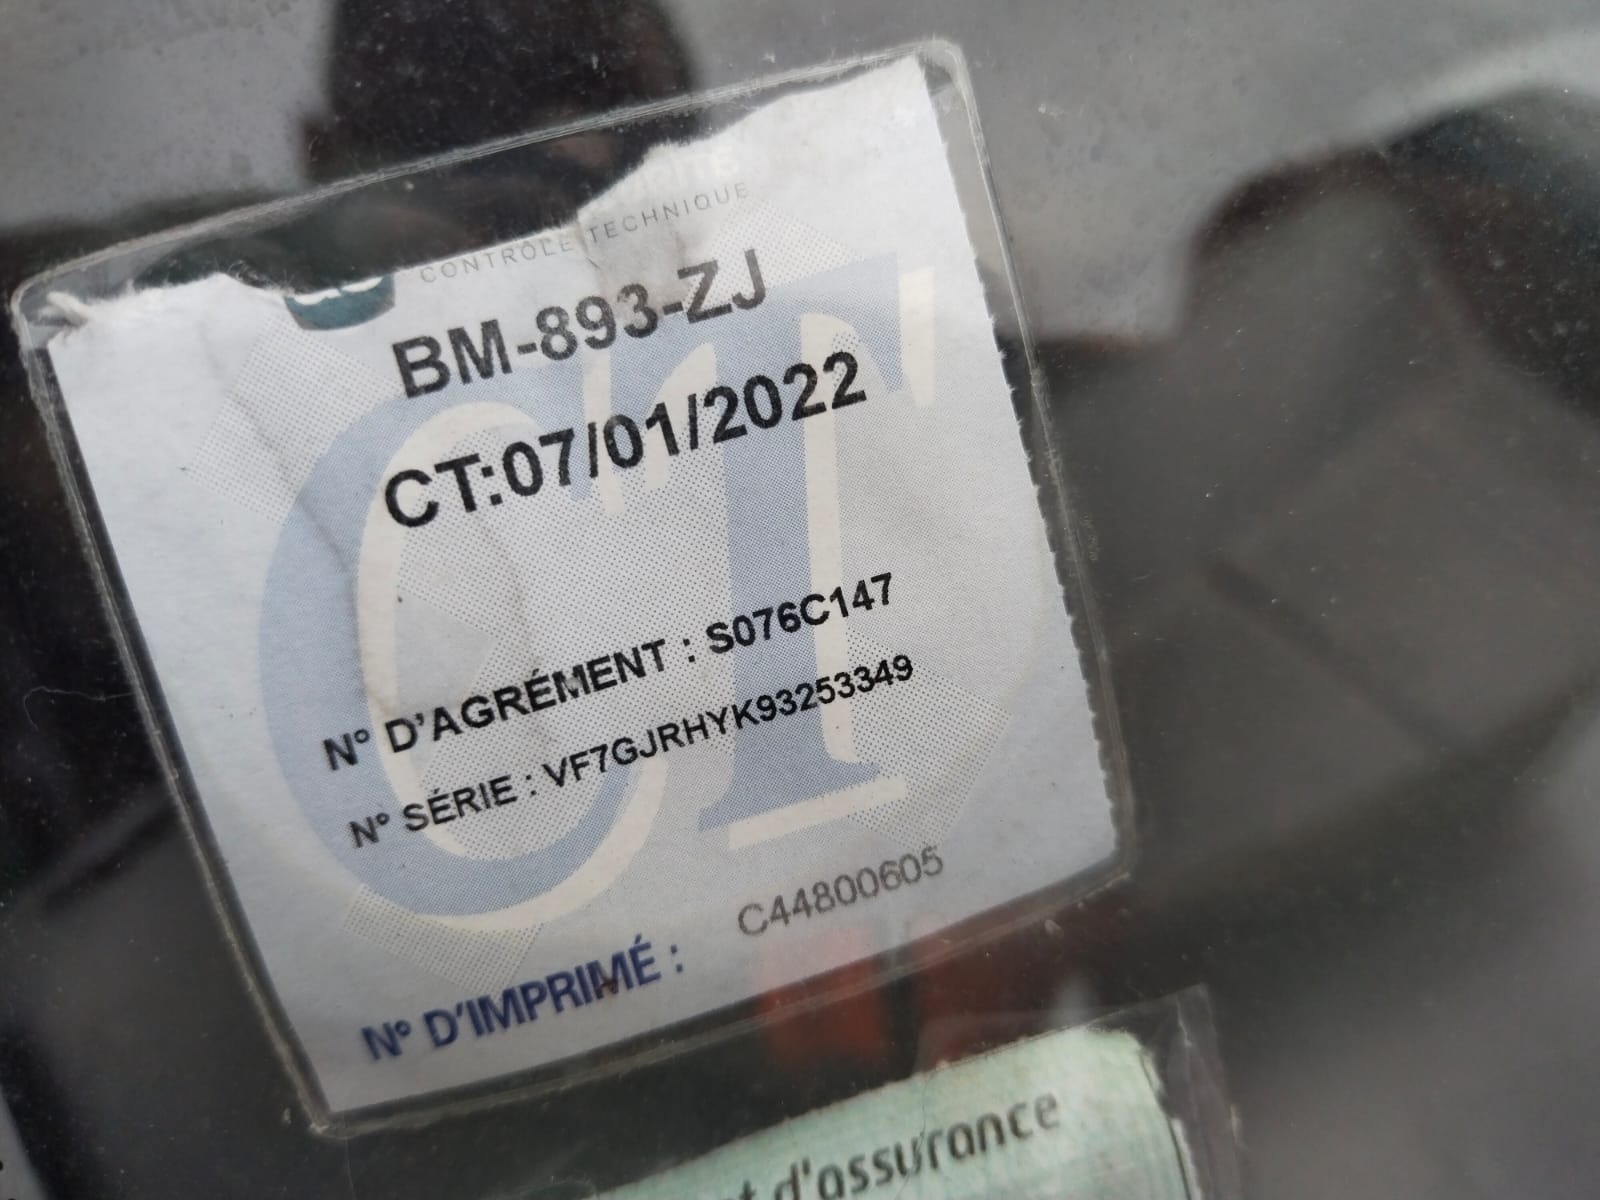 CONTRÔLE TECHNIQUE
BM-893-ZJ
CT:07/01/2022
N° D'AGRÉMENT : S076C147
N° SÉRIE : VF7GJRHYK93253349
N° D'IMPRIMÉ : C44800605
d'assurance